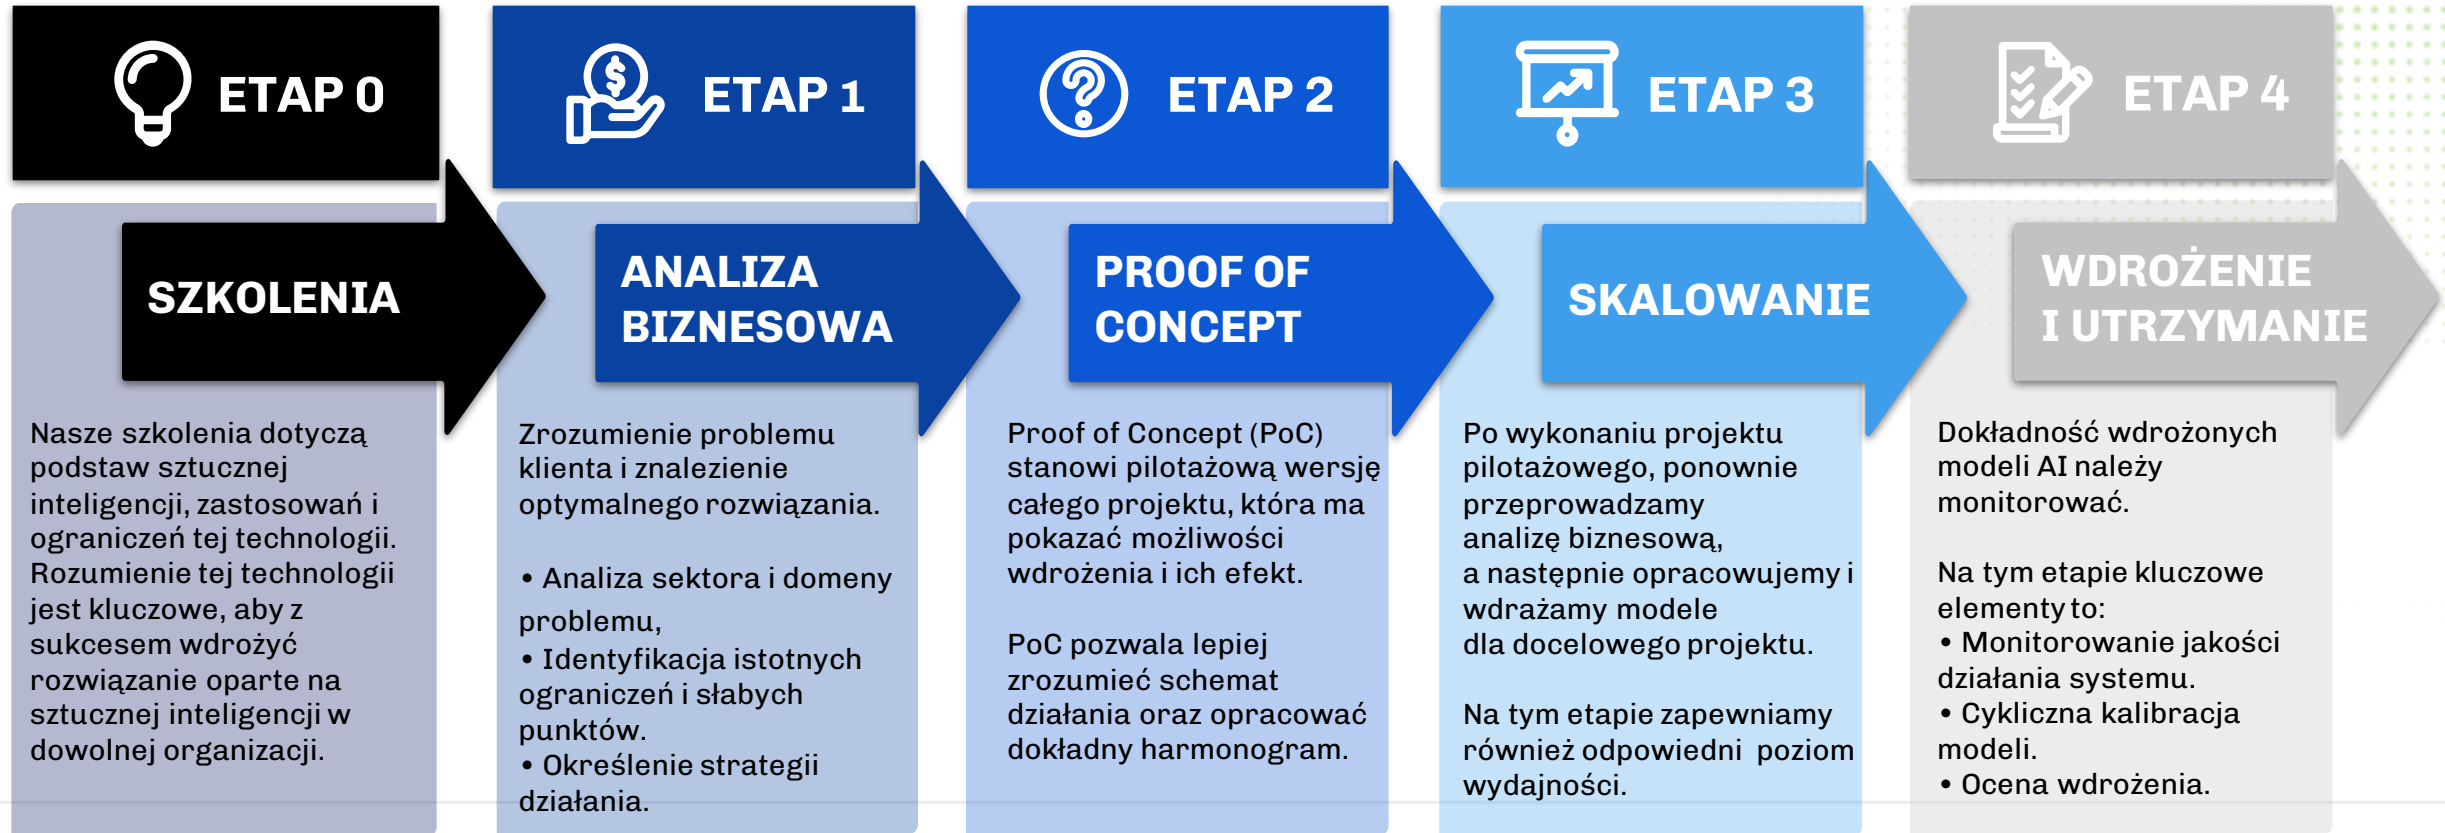 ETAP 0
SZKOLENIA
Nasze szkolenia dotyczą
podstaw sztucznej
inteligencji, zastosowań i
ograniczeń tej technologii.
Rozumienie tej technologii
jest kluczowe, aby z
sukcesem wdrożyć
rozwiązanie oparte na
sztucznej inteligencji w
dowolnej organizacji.
ETAP 1
ANALIZA
BIZNESOWA
Zrozumienie problemu
klienta i znalezienie
optymalnego rozwiązania.
• Analiza sektora i domeny
problemu,
• Identyfikacja istotnych
ograniczeń i słabych
punktów.
• Określenie strategii
działania.
ETAP 2
PROOF OF
CONCEPT
Proof of Concept (PoC)
stanowi pilotażową wersję
całego projektu, która ma
pokazać możliwości
wdrożenia i ich efekt.
PoC pozwala lepiej
zrozumieć schemat
działania oraz opracować
dokładny harmonogram.
ETAP 3
SKALOWANIE
Po wykonaniu projektu
pilotażowego, ponownie
przeprowadzamy
analizę biznesową,
a następnie opracowujemy i
wdrażamy modele
dla docelowego projektu.
Na tym etapie zapewniamy
również odpowiedni poziom
wydajności.
ETAP 4
WDROŻENIE
I UTRZYMANIE
Dokładność wdrożonych
modeli AI należy
monitorować.
Na tym etapie kluczowe
elementy to:
• Monitorowanie jakości
działania systemu.
• Cykliczna kalibracja
modeli.
• Ocena wdrożenia.